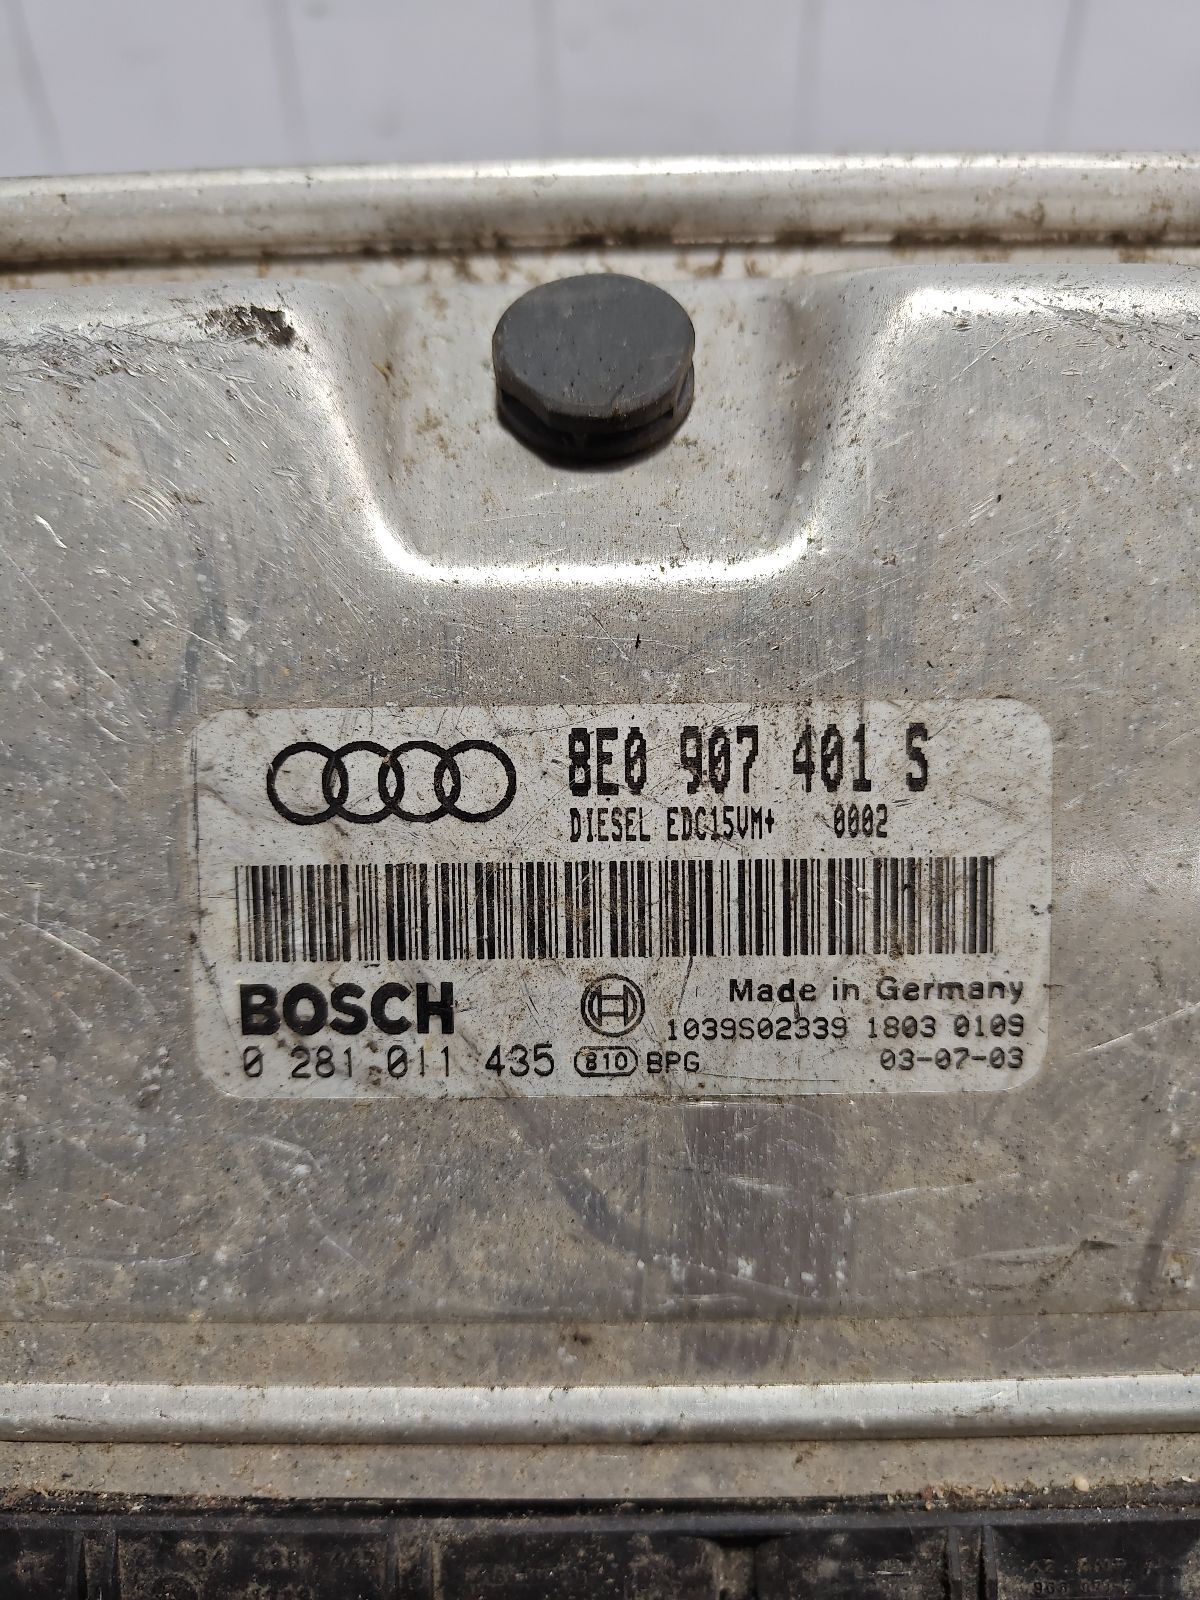 8E0 907 401 S
DIESEL EDC15VM+ 0002
BOSCH
Made in Germany
1039S02339 1803 0109
0 281 011 435 810 BPG 03-07-03